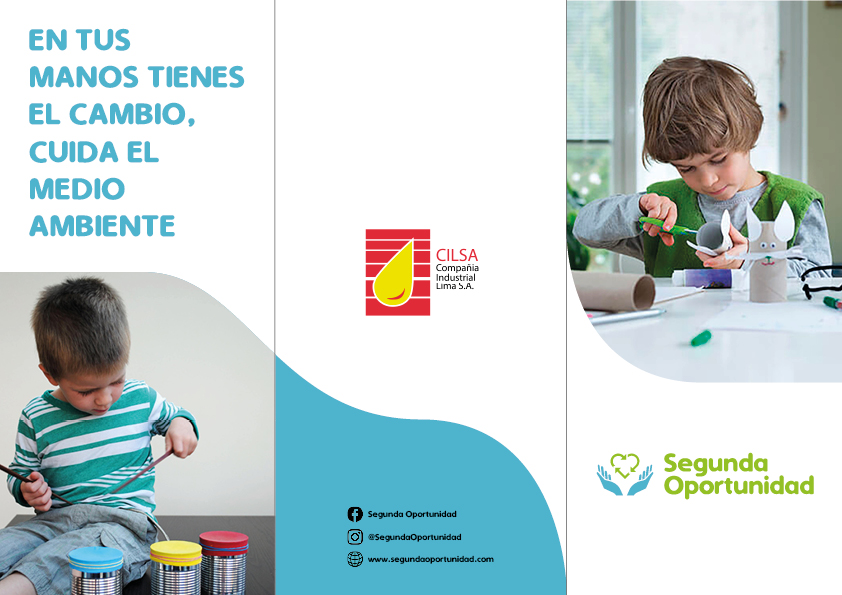 EN TUS
MANOS TIENES
EL CAMBIO,
CUIDA EL
MEDIO
AMBIENTE
CILSA
Compañia
Industrial
Lima S.A.
Segunda Oportunidad
@SegundaOportunidad
www.segundaoportunidad.com
Segunda
Oportunidad